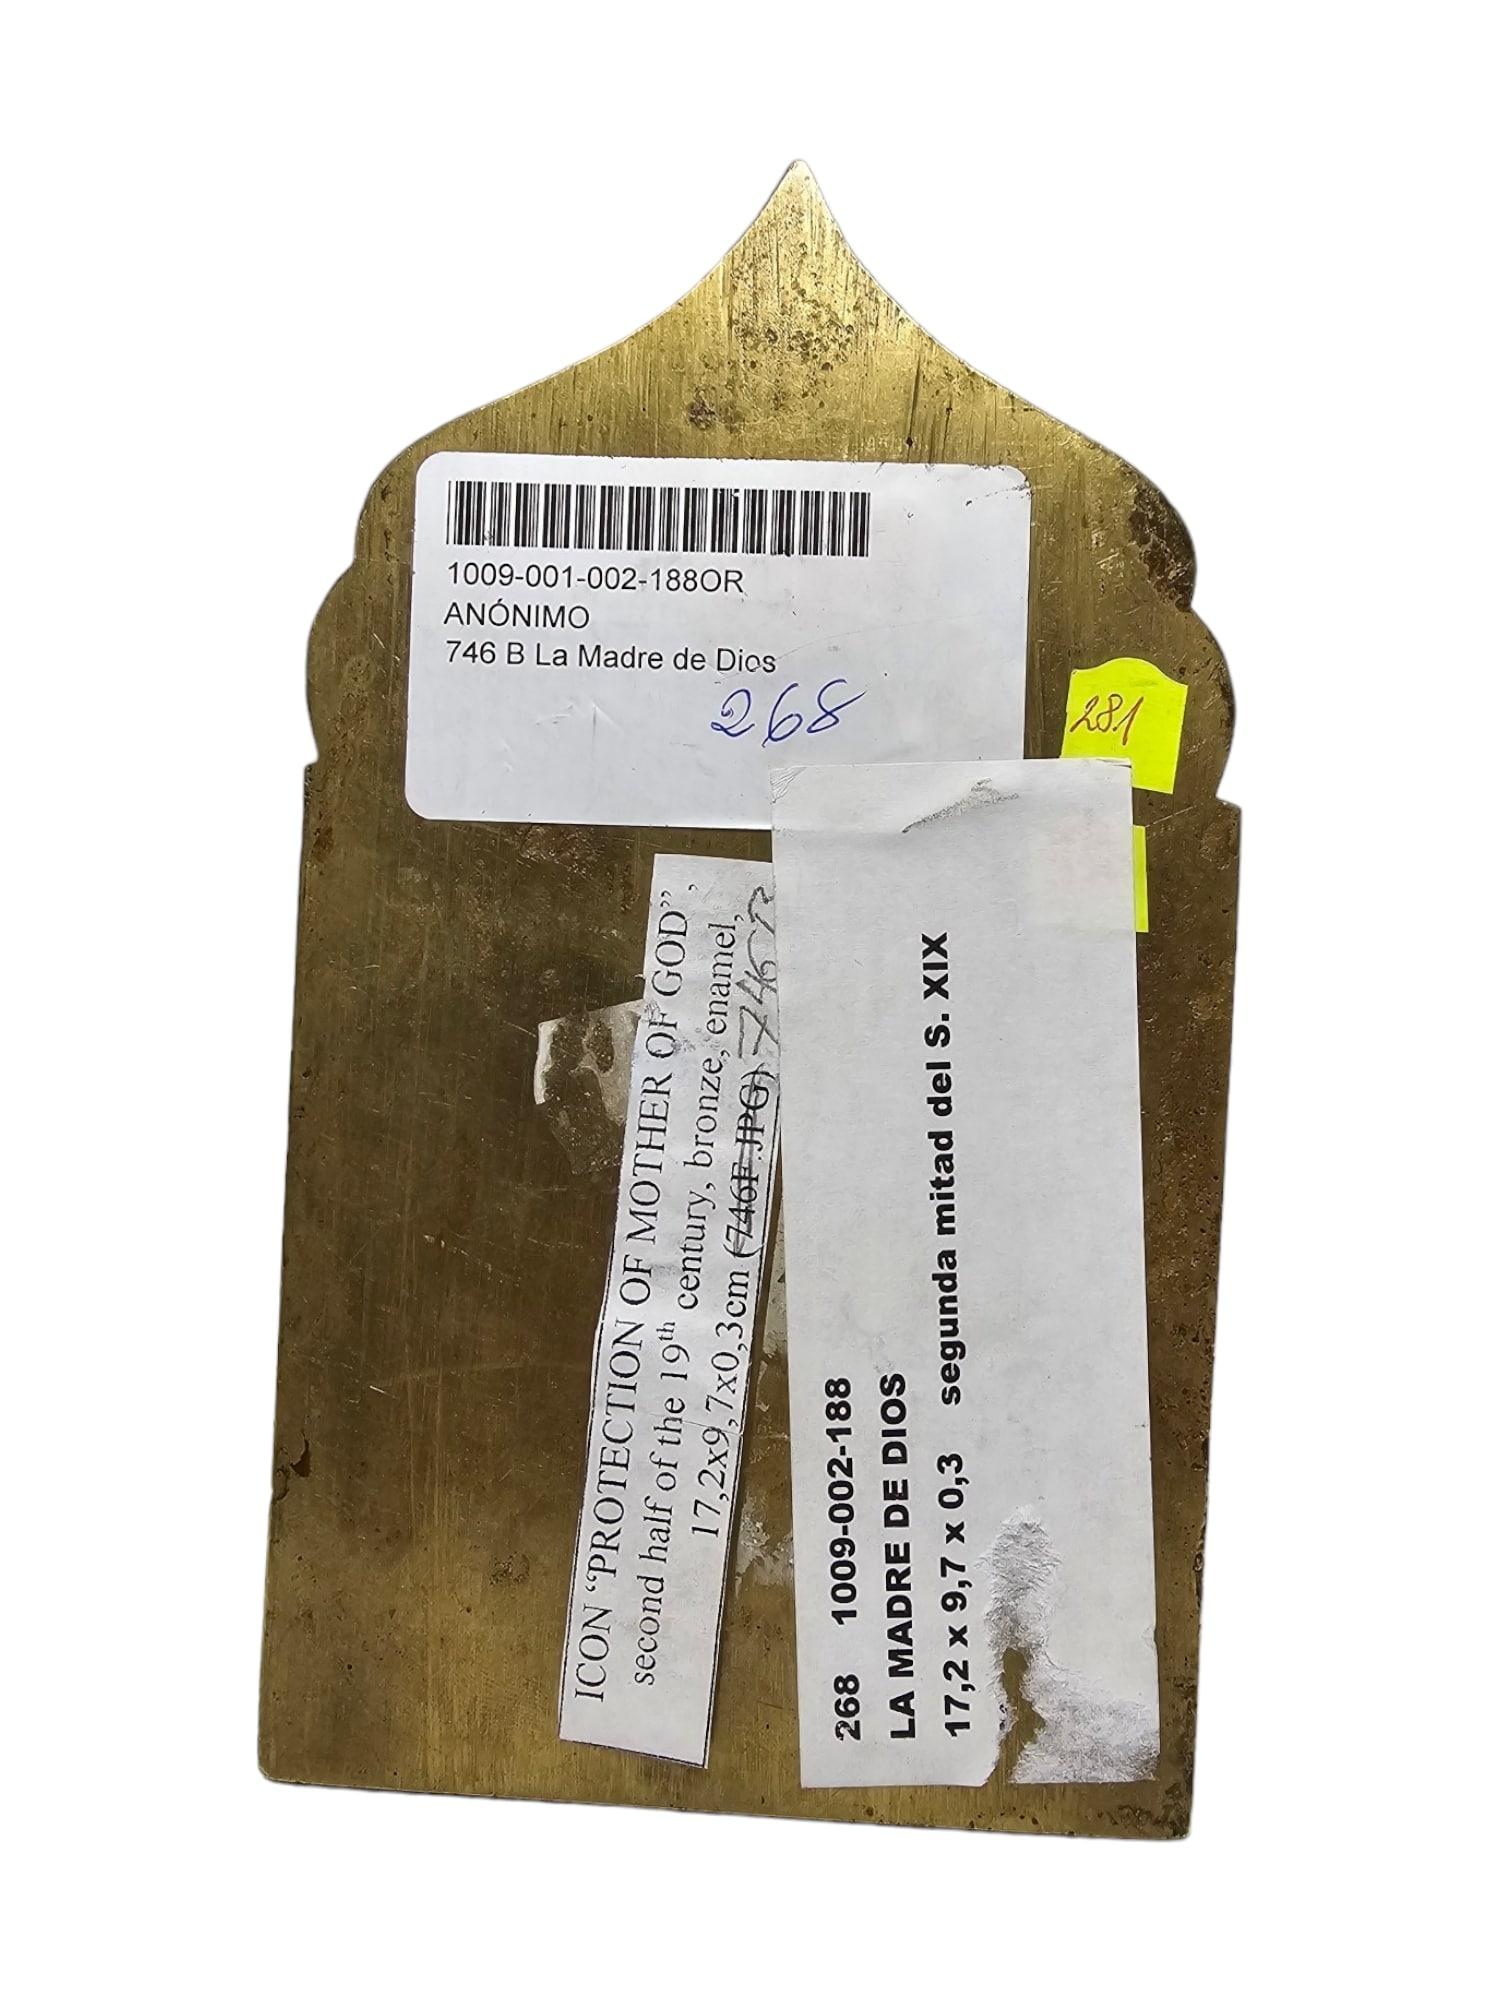 1009-001-002-188OR
ANÓNIMO
746 B La Madre de Dios
268
281
ICON “PROTECTION OF MOTHER OF GOD”,
second half of the 19th century, bronze, enamel,
17,2x9,7x0,3cm (746F.JPG)
268 1009-002-188
LA MADRE DE DIOS
17,2 x 9,7 x 0,3 segunda mitad del S. XIX